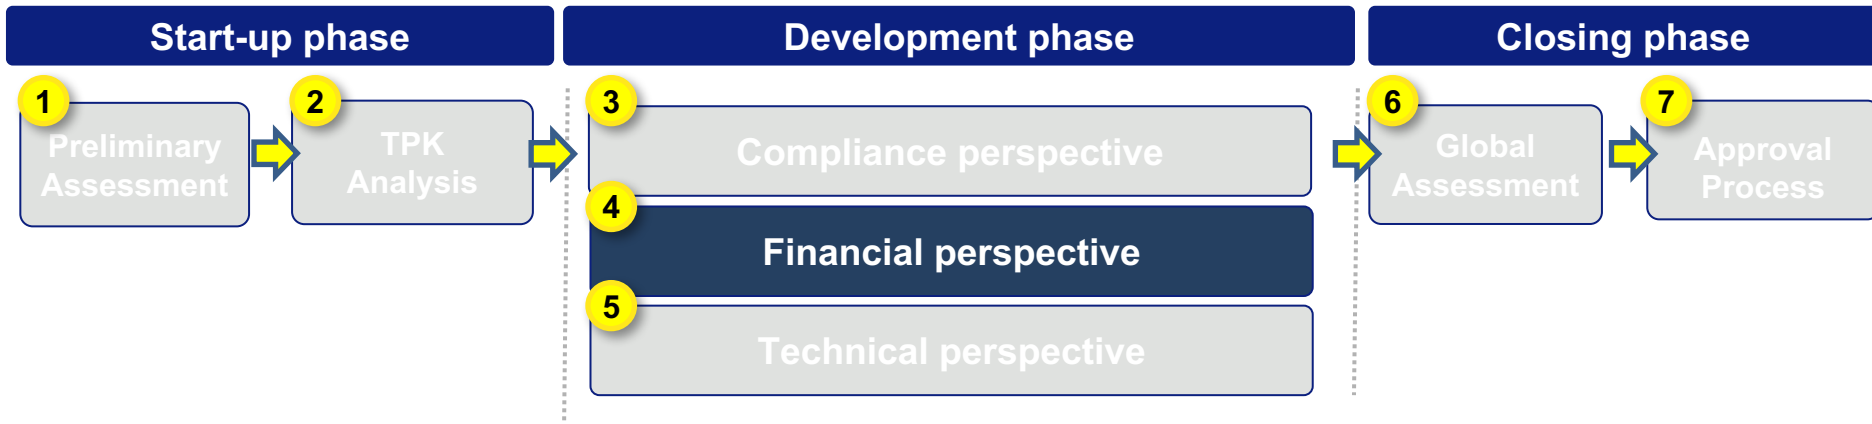 Start-up phase
Development phase
Closing phase
1
Preliminary
Assessment
2
TPK
Analysis
3
Compliance perspective
4
Financial perspective
5
Technical perspective
6
Global
Assessment
7
Approval
Process